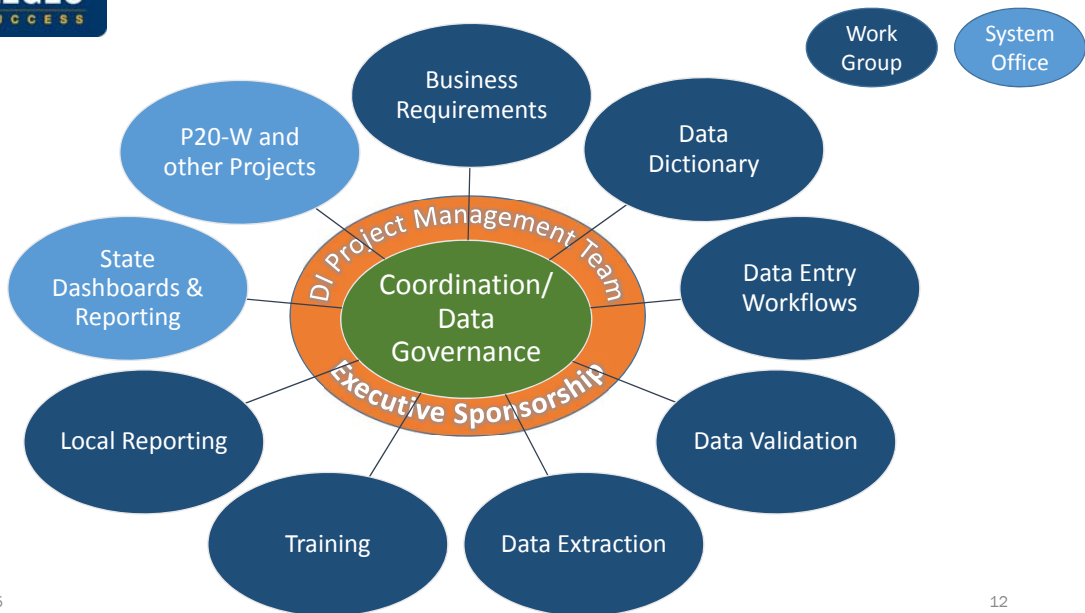 SUCCESS
Work
Group
System
Office
Business
Requirements
P20-W and
other Projects
Data
Dictionary
DI Project Management Team
State
Dashboards &
Reporting
Coordination/
Data
Governance
Data Entry
Workflows
Executive Sponsorship
Local Reporting
Data Validation
Training
Data Extraction
12